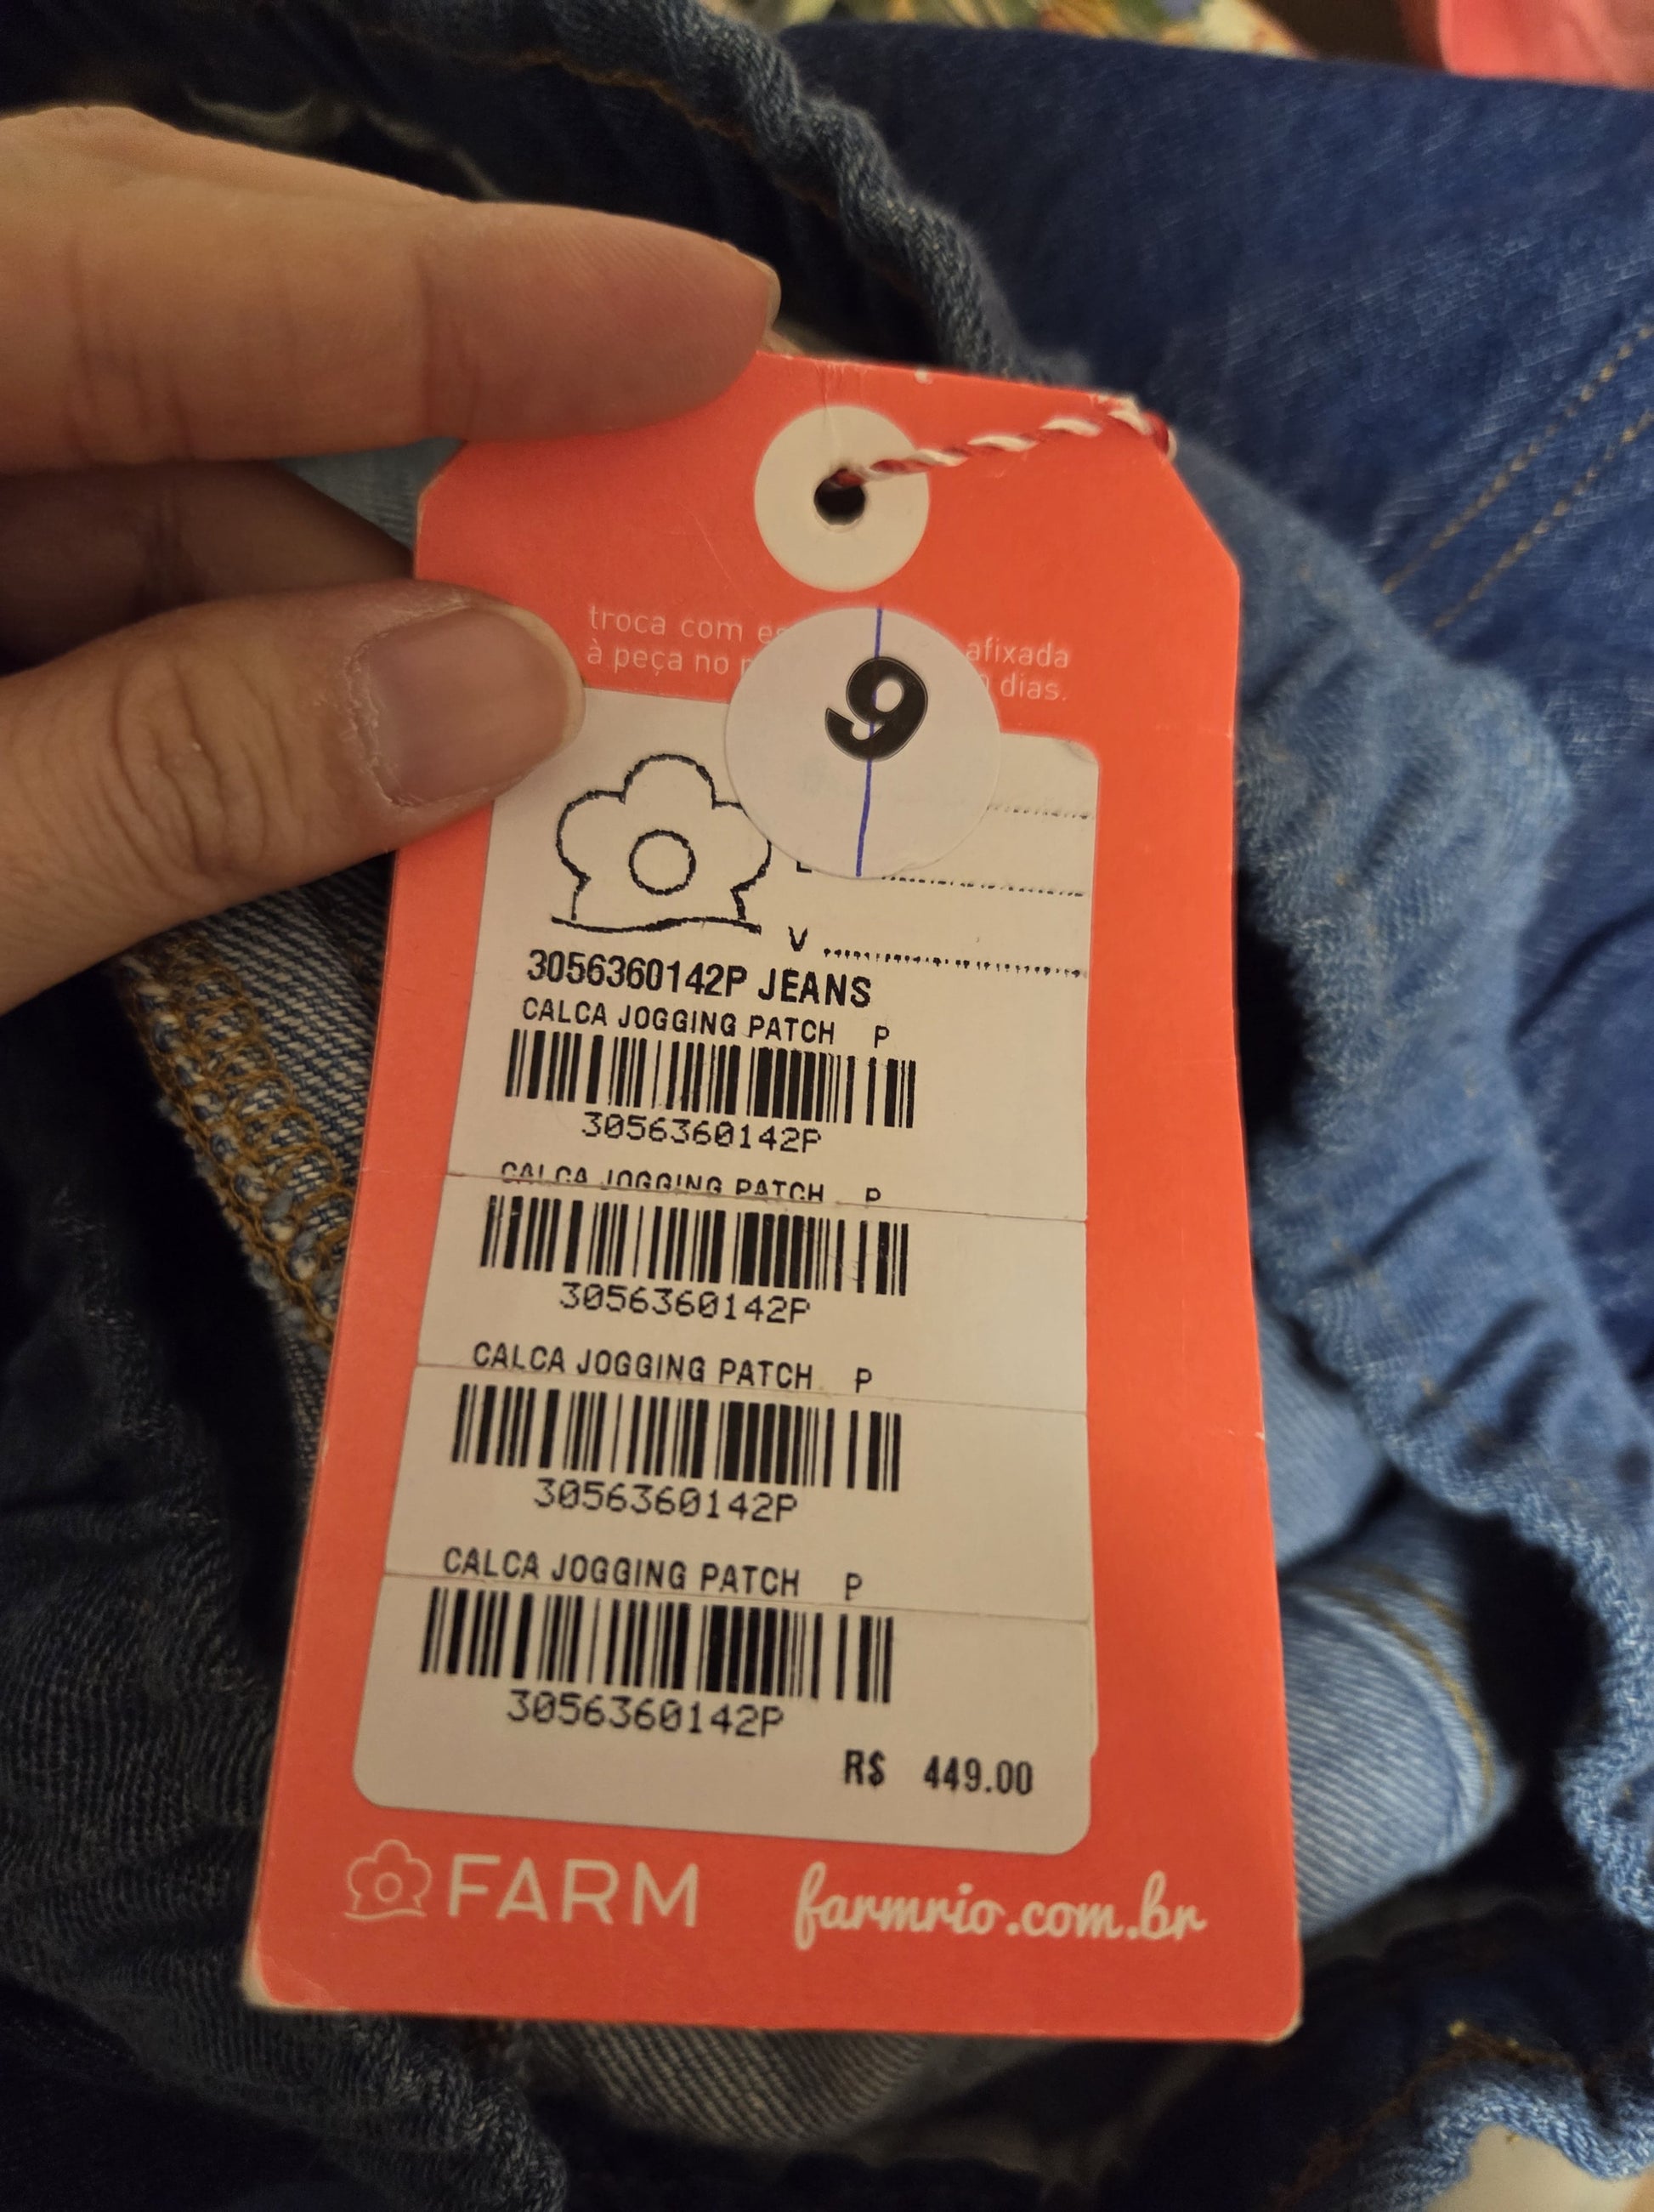 troca com afixada
à peça no dias.
9
V
3056360142P JEANS
CALCA JOGGING PATCH P
3056360142P
CALCA JOGGING PATCH P
3056360142P
CALCA JOGGING PATCH P
3056360142P
CALCA JOGGING PATCH P
3056360142P
R$ 449.00
FARM farmrio.com.br